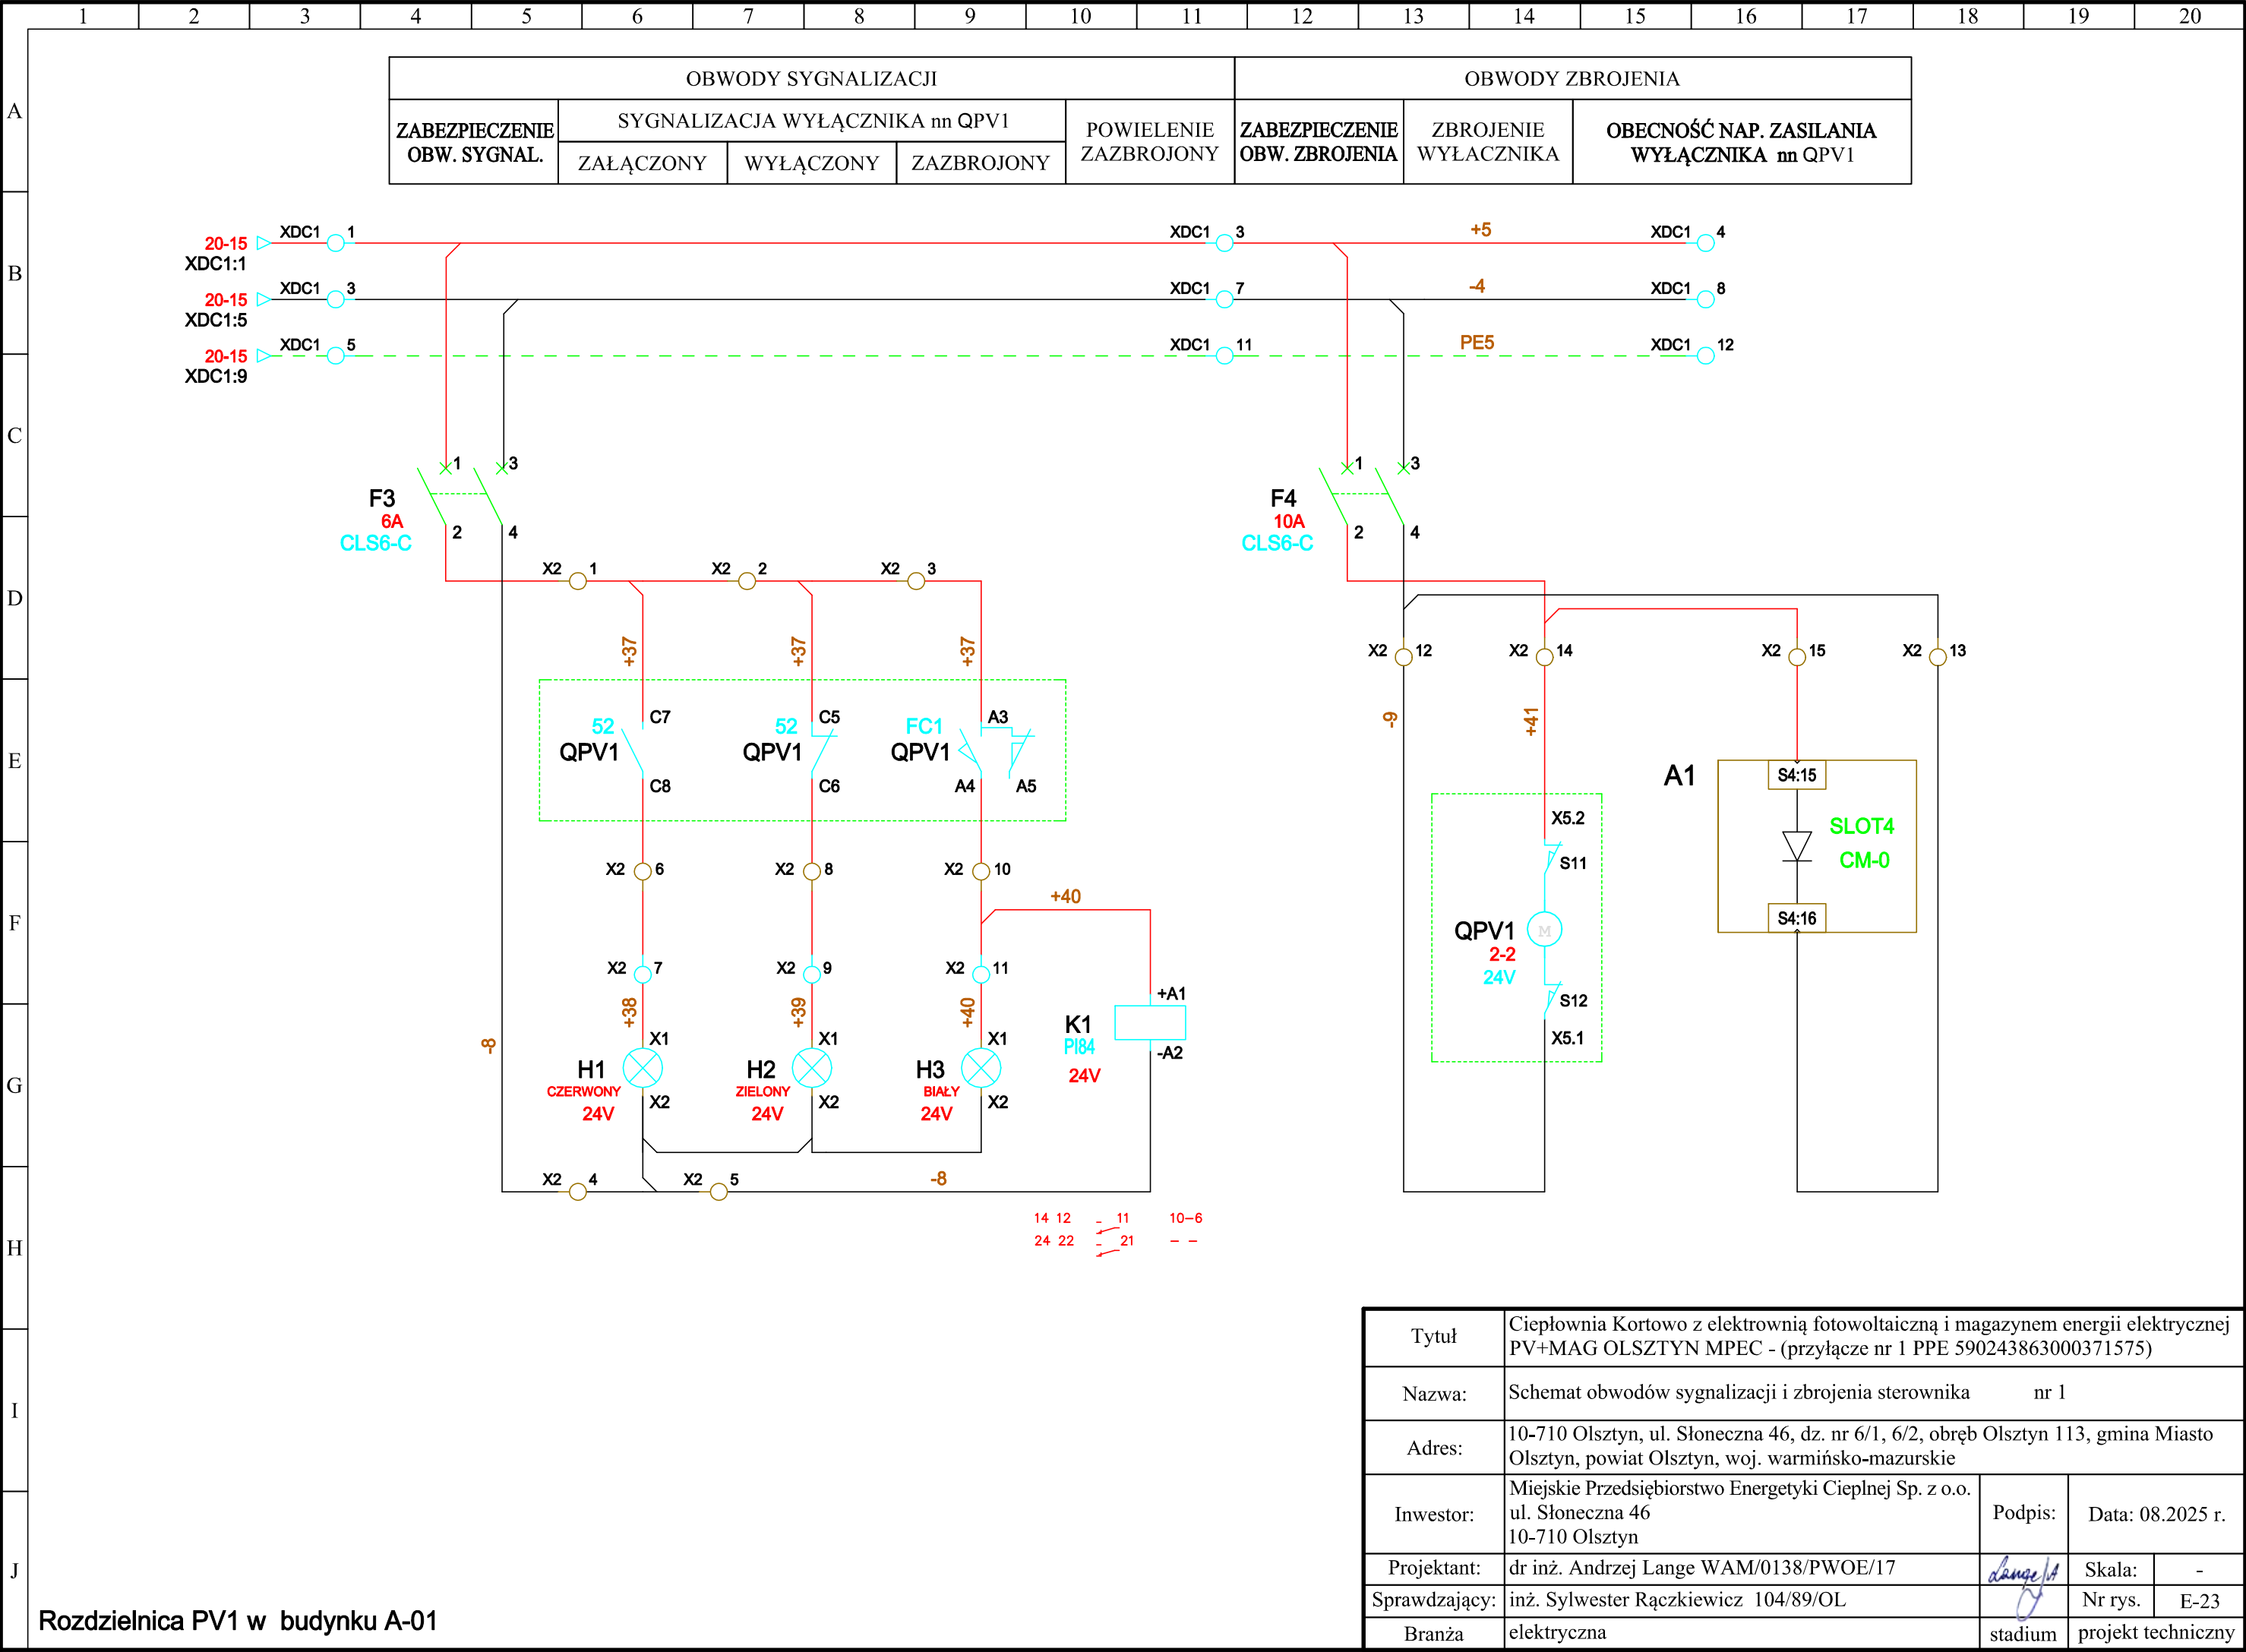 1 2 3 4 5 6 7 8 9 10 11 12 13 14 15 16 17 18 19 20
A
B
C
D
E
F
G
H
I
J
OBWODY SYGNALIZACJI
OBWODY ZBROJENIA
ZABEZPIECZENIE
OBW. SYGNAL.
SYGNALIZACJA WYŁĄCZNIKA nn QPV1
ZAŁĄCZONY
WYŁĄCZONY
ZAZBROJONY
POWIELENIE
ZAZBROJONY
ZABEZPIECZENIE
OBW. ZBROJENIA
ZBROJENIE
WYŁACZNIKA
OBECNOŚĆ NAP. ZASILANIA
WYŁĄCZNIKA nn QPV1
20-15 XDC1 1 XDC1 3 +5 XDC1 4
XDC1:1
20-15 XDC1 3 XDC1 7 -4 XDC1 8
XDC1:5
20-15 XDC1 5 XDC1 11 PE5 XDC1 12
XDC1:9
1 3
F3
6A
CLS6-C
2 4
1 3
F4
10A
CLS6-C
2 4
X2 1 X2 2 X2 3
+37 +37 +37
X2 12 X2 14 X2 15 X2 13
-9 +41
52 C7
QPV1
C8
52 C5
QPV1
C6
FC1 A3
QPV1
A4 A5
A1
S4:15
SLOT4
CM-0
S4:16
X5.2
S11
QPV1
M
2-2
24V
S12
X5.1
X2 6 X2 8 X2 10
+40
X2 7 X2 9 X2 11
+38 +39 +40
-8
X1
H1
CZERWONY
24V
X2
X1
H2
ZIELONY
24V
X2
X1
H3
BIAŁY
24V
X2
+A1
K1
PI84
24V
-A2
X2 4 X2 5 -8
14 12 11 10-6
24 22 21 - -
Tytuł
Ciepłownia Kortowo z elektrownią fotowoltaiczną i magazynem energii elektrycznej
PV+MAG OLSZTYN MPEC - (przyłącze nr 1 PPE 590243863000371575)
Nazwa:
Schemat obwodów sygnalizacji i zbrojenia sterownika nr 1
Adres:
10-710 Olsztyn, ul. Słoneczna 46, dz. nr 6/1, 6/2, obręb Olsztyn 113, gmina Miasto
Olsztyn, powiat Olsztyn, woj. warmińsko-mazurskie
Inwestor:
Miejskie Przedsiębiorstwo Energetyki Cieplnej Sp. z o.o.
ul. Słoneczna 46
10-710 Olsztyn
Podpis:
Data: 08.2025 r.
Projektant:
dr inż. Andrzej Lange WAM/0138/PWOE/17
Lange A
Skala: -
Sprawdzający:
inż. Sylwester Rączkiewicz 104/89/OL
Nr rys. E-23
Branża
elektryczna
stadium
projekt techniczny
Rozdzielnica PV1 w budynku A-01